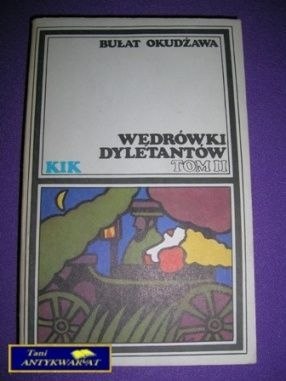 BUŁAT OKUDŻAWA
WĘDRÓWKI
DYLETANTÓW
KIK
TOM II
Tani
ANTYKWARIAT